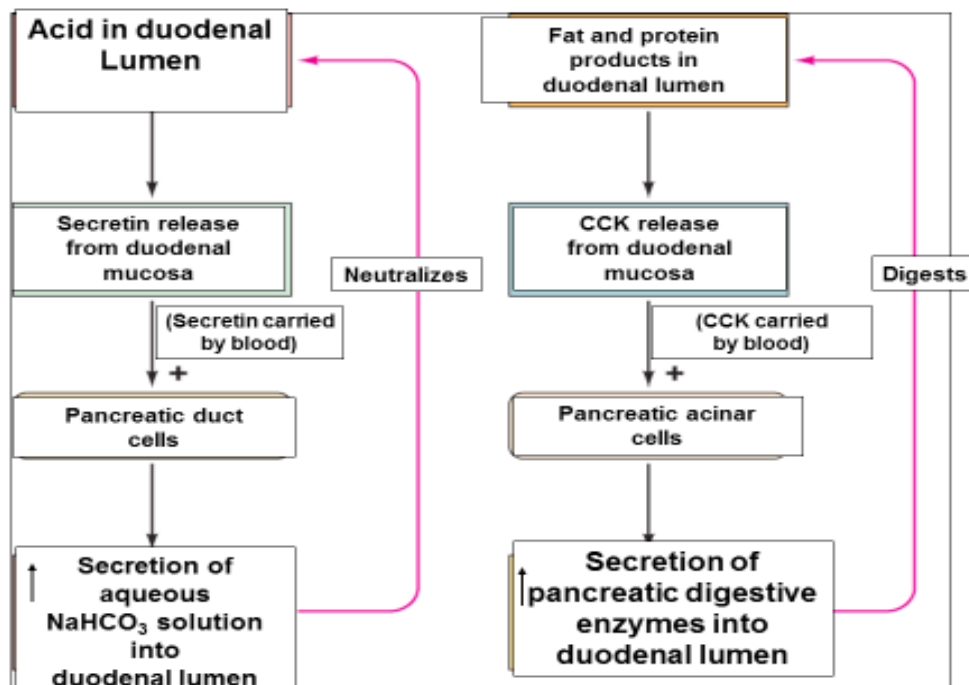 Acid in duodenal
Lumen
Secretin release
from duodenal
mucosa
Neutralizes
(Secretin carried
by blood)
+
Pancreatic duct
cells
↑
Secretion of
aqueous
NaHCO₃ solution
into
duodenal lumen
Fat and protein
products in
duodenal lumen
CCK release
from duodenal
mucosa
Digests
(CCK carried
by blood)
+
Pancreatic acinar
cells
↑
Secretion of
pancreatic digestive
enzymes into
duodenal lumen